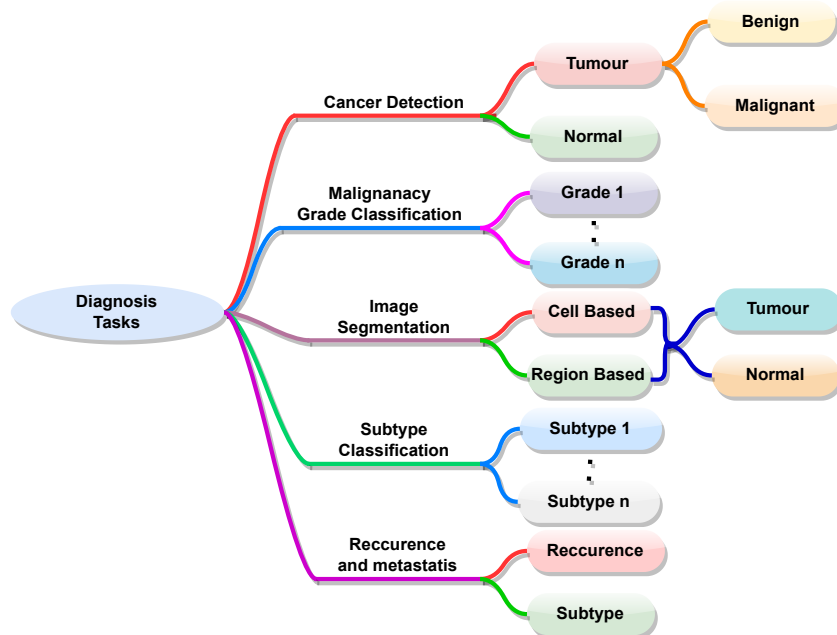 Diagnosis
Tasks
Cancer Detection
Tumour
Benign
Malignant
Normal
Malignanacy
Grade Classification
Grade 1
Grade n
Image
Segmentation
Cell Based
Region Based
Tumour
Normal
Subtype
Classification
Subtype 1
Subtype n
Reccurence
and metastatis
Reccurence
Subtype